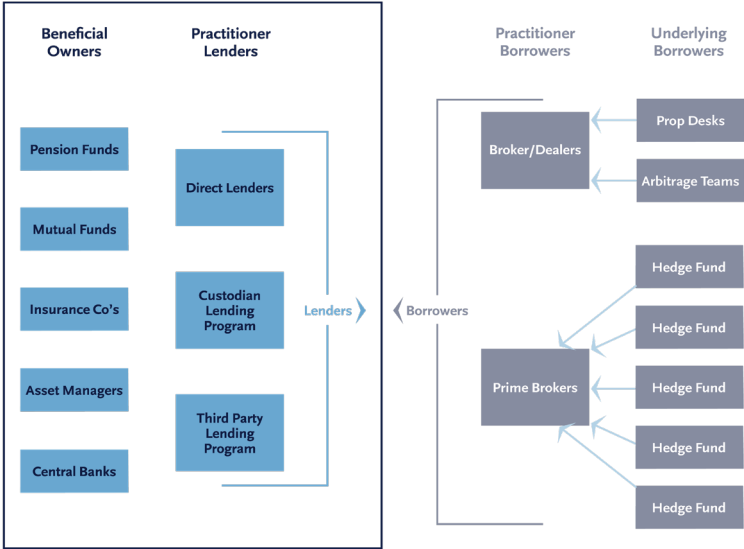 Beneficial
Owners
Practitioner
Lenders
Practitioner
Borrowers
Underlying
Borrowers
Pension Funds
Mutual Funds
Insurance Co's
Asset Managers
Central Banks
Direct Lenders
Custodian
Lending
Program
Third Party
Lending
Program
Lenders
Borrowers
Broker/Dealers
Prime Brokers
Prop Desks
Arbitrage Teams
Hedge Fund
Hedge Fund
Hedge Fund
Hedge Fund
Hedge Fund